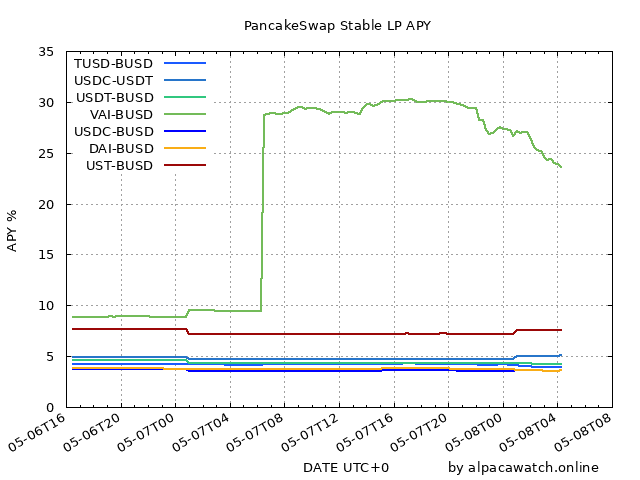 PancakeSwap Stable LP APY
APY %
35
30
25
20
15
10
5
0
TUSD-BUSD
USDC-USDT
USDT-BUSD
VAI-BUSD
USDC-BUSD
DAI-BUSD
UST-BUSD
05-06T16
05-06T20
05-07T00
05-07T04
05-07T08
05-07T12
05-07T16
05-07T20
05-08T00
05-08T04
05-08T08
DATE UTC+0
by alpacawatch.online